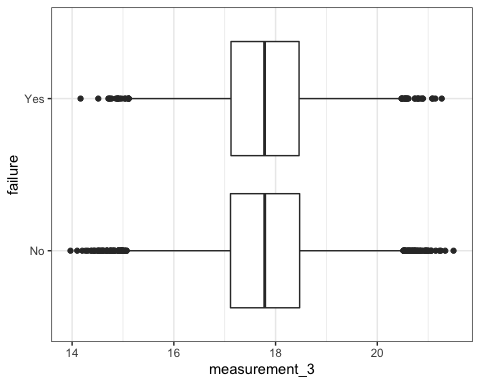 Yes
failure
No
14 16 18 20
measurement_3